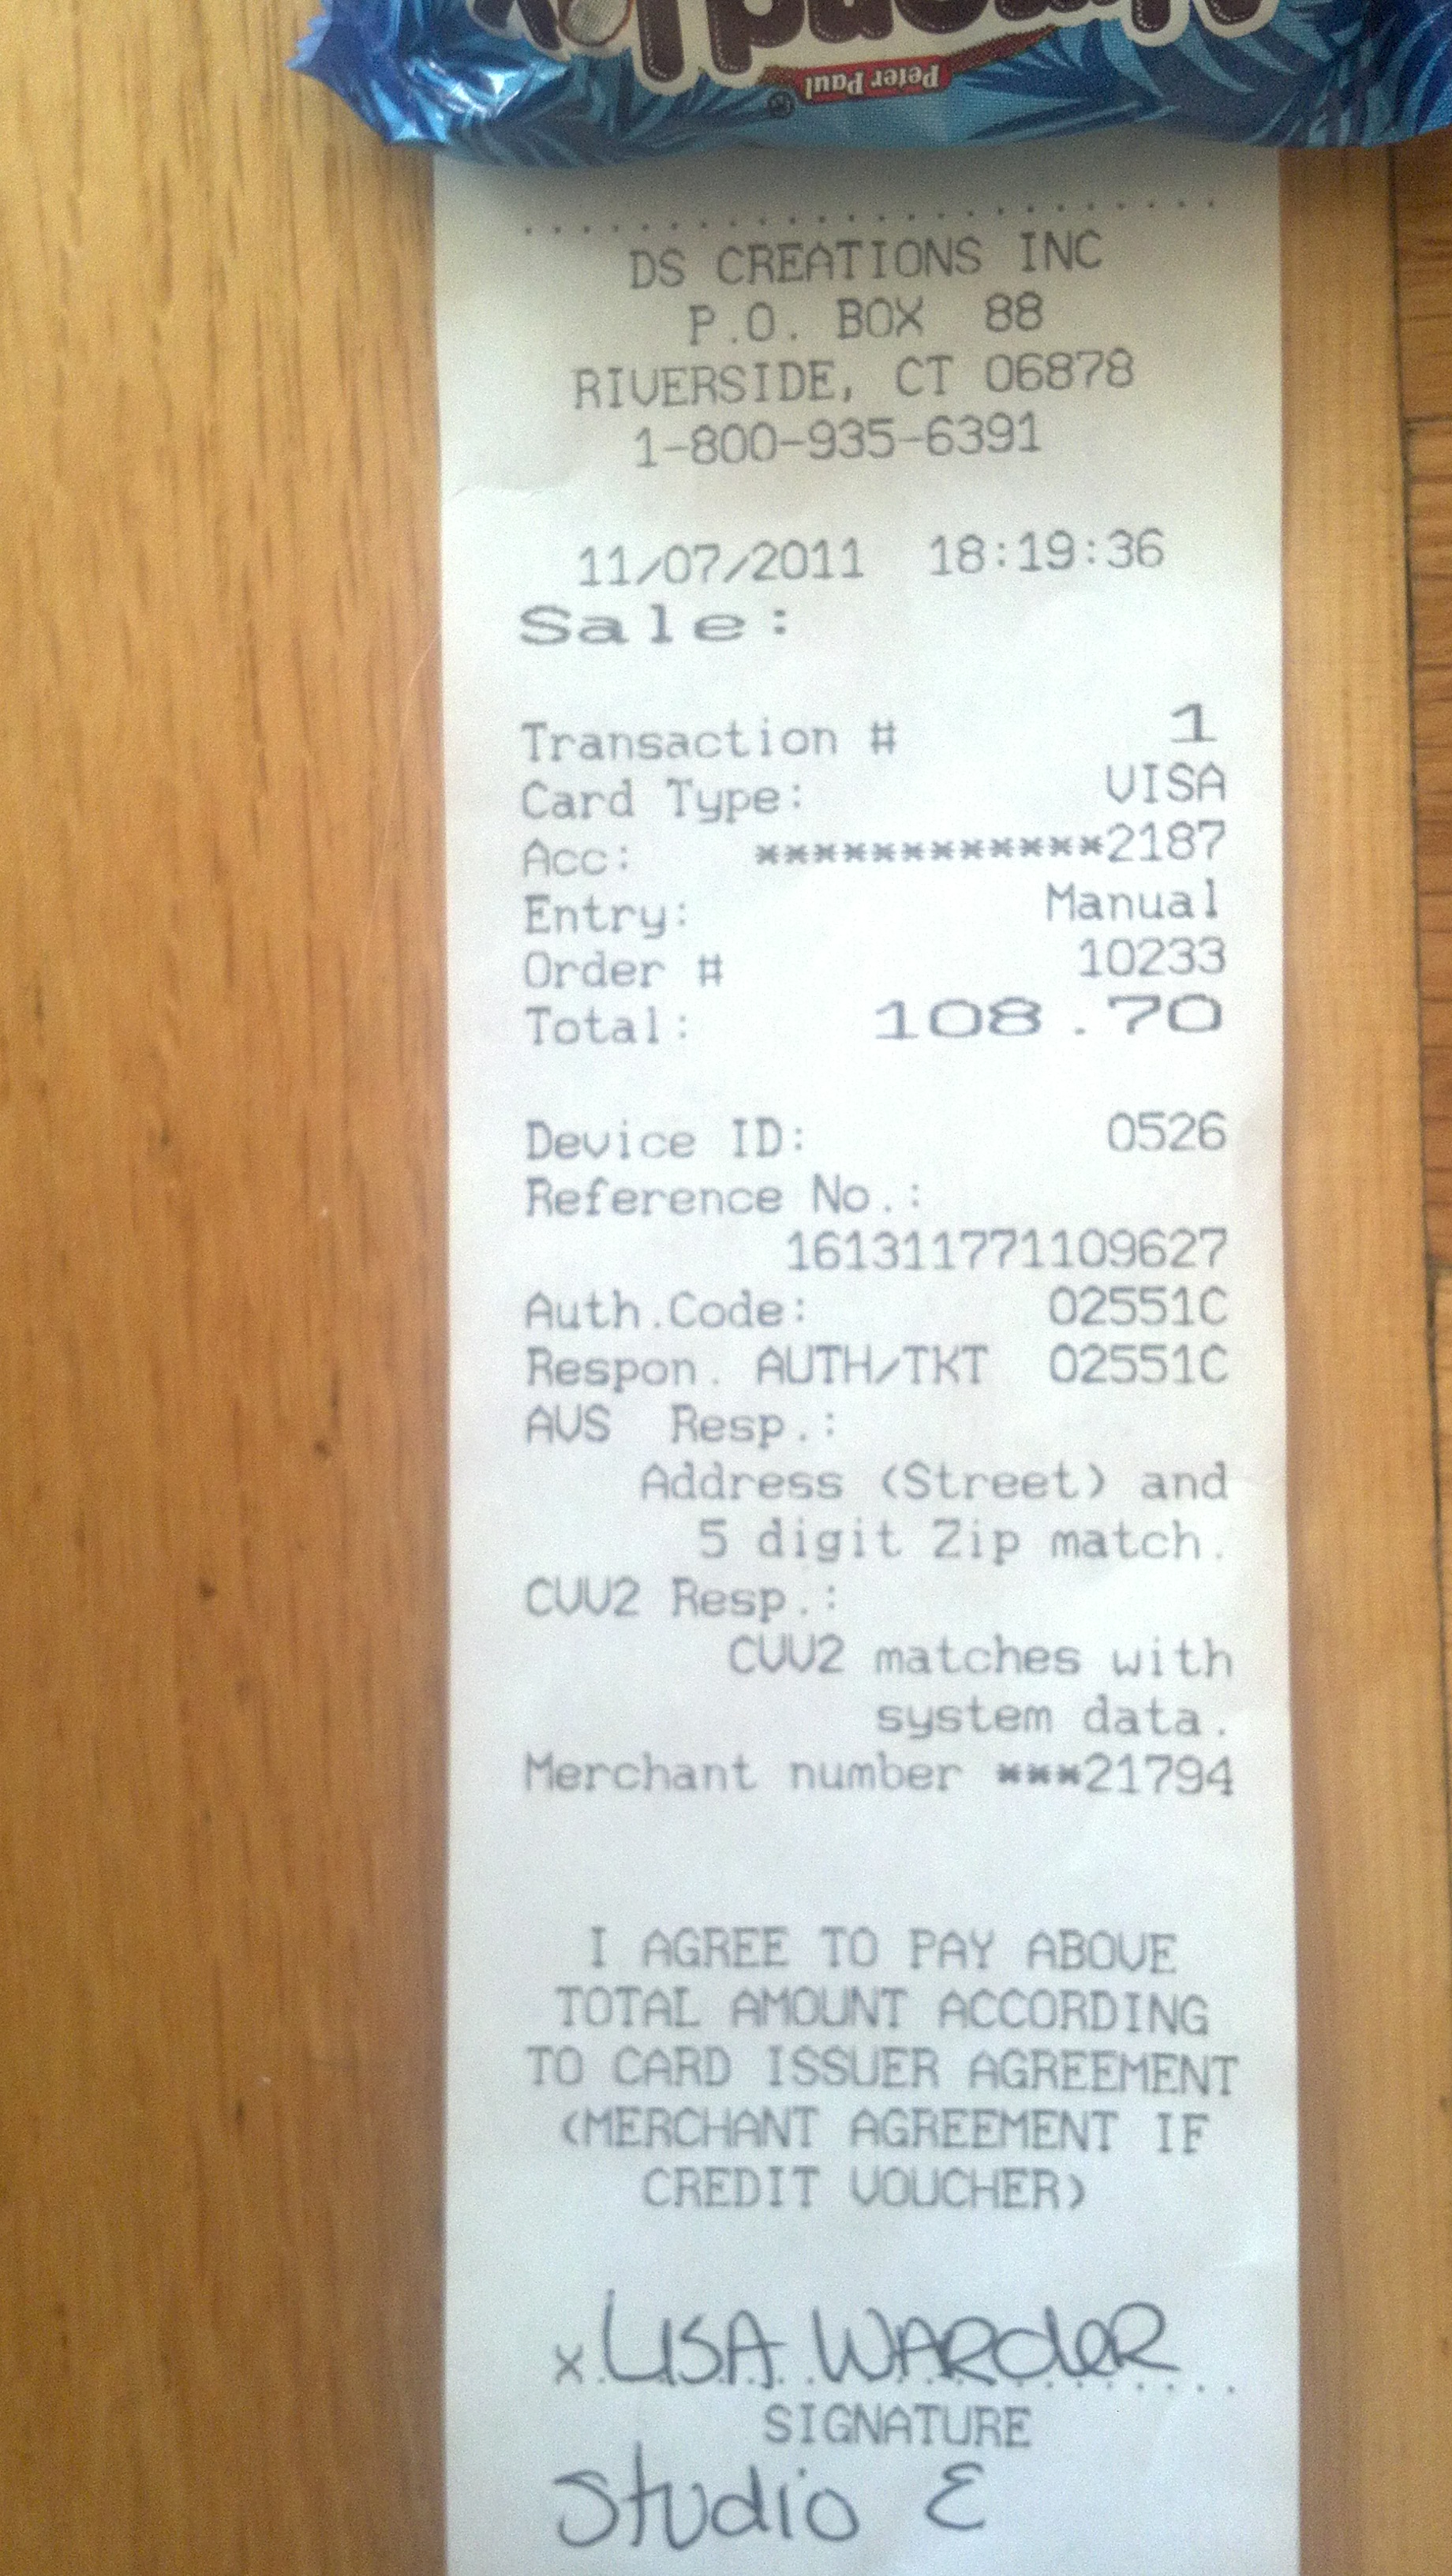 Almond Joy
Peter Paul
DS CREATIONS INC
P.O. BOX 88
RIVERSIDE, CT 06878
1-800-935-6391
11/07/2011 18:19:36
Sale:
Transaction # 1
Card Type: VISA
Acc: ************2187
Entry: Manual
Order # 10233
Total: 108.70
Device ID: 0526
Reference No.:
161311771109627
Auth.Code: 02551C
Respon. AUTH/TKT 02551C
AVS Resp.:
Address (Street) and
5 digit Zip match.
CVV2 Resp.:
CVV2 matches with
system data.
Merchant number ***21794
I AGREE TO PAY ABOVE
TOTAL AMOUNT ACCORDING
TO CARD ISSUER AGREEMENT
(MERCHANT AGREEMENT IF
CREDIT VOUCHER)
x LISA WARdeR
SIGNATURE
Studio E